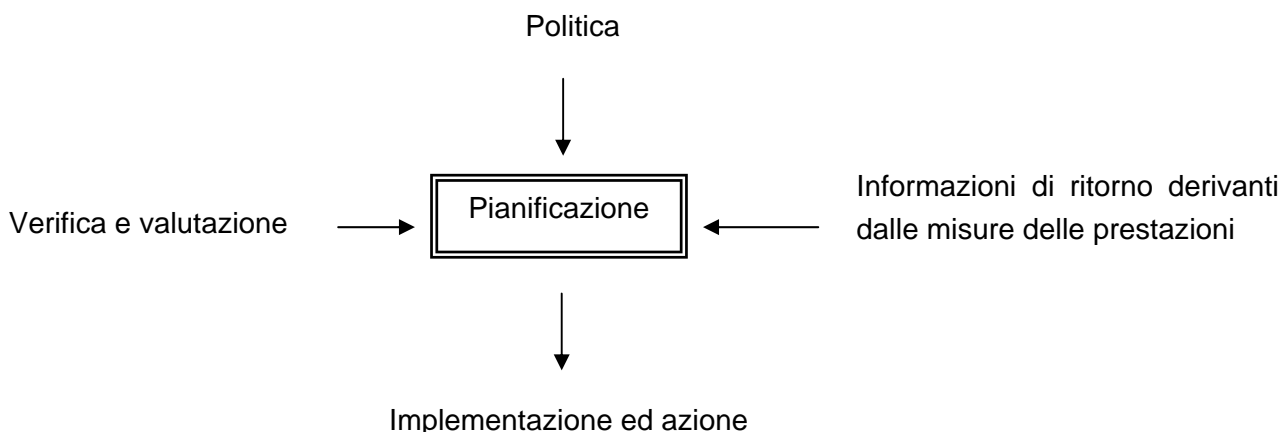 Politica
Verifica e valutazione
Pianificazione
Informazioni di ritorno derivanti
dalle misure delle prestazioni
Implementazione ed azione